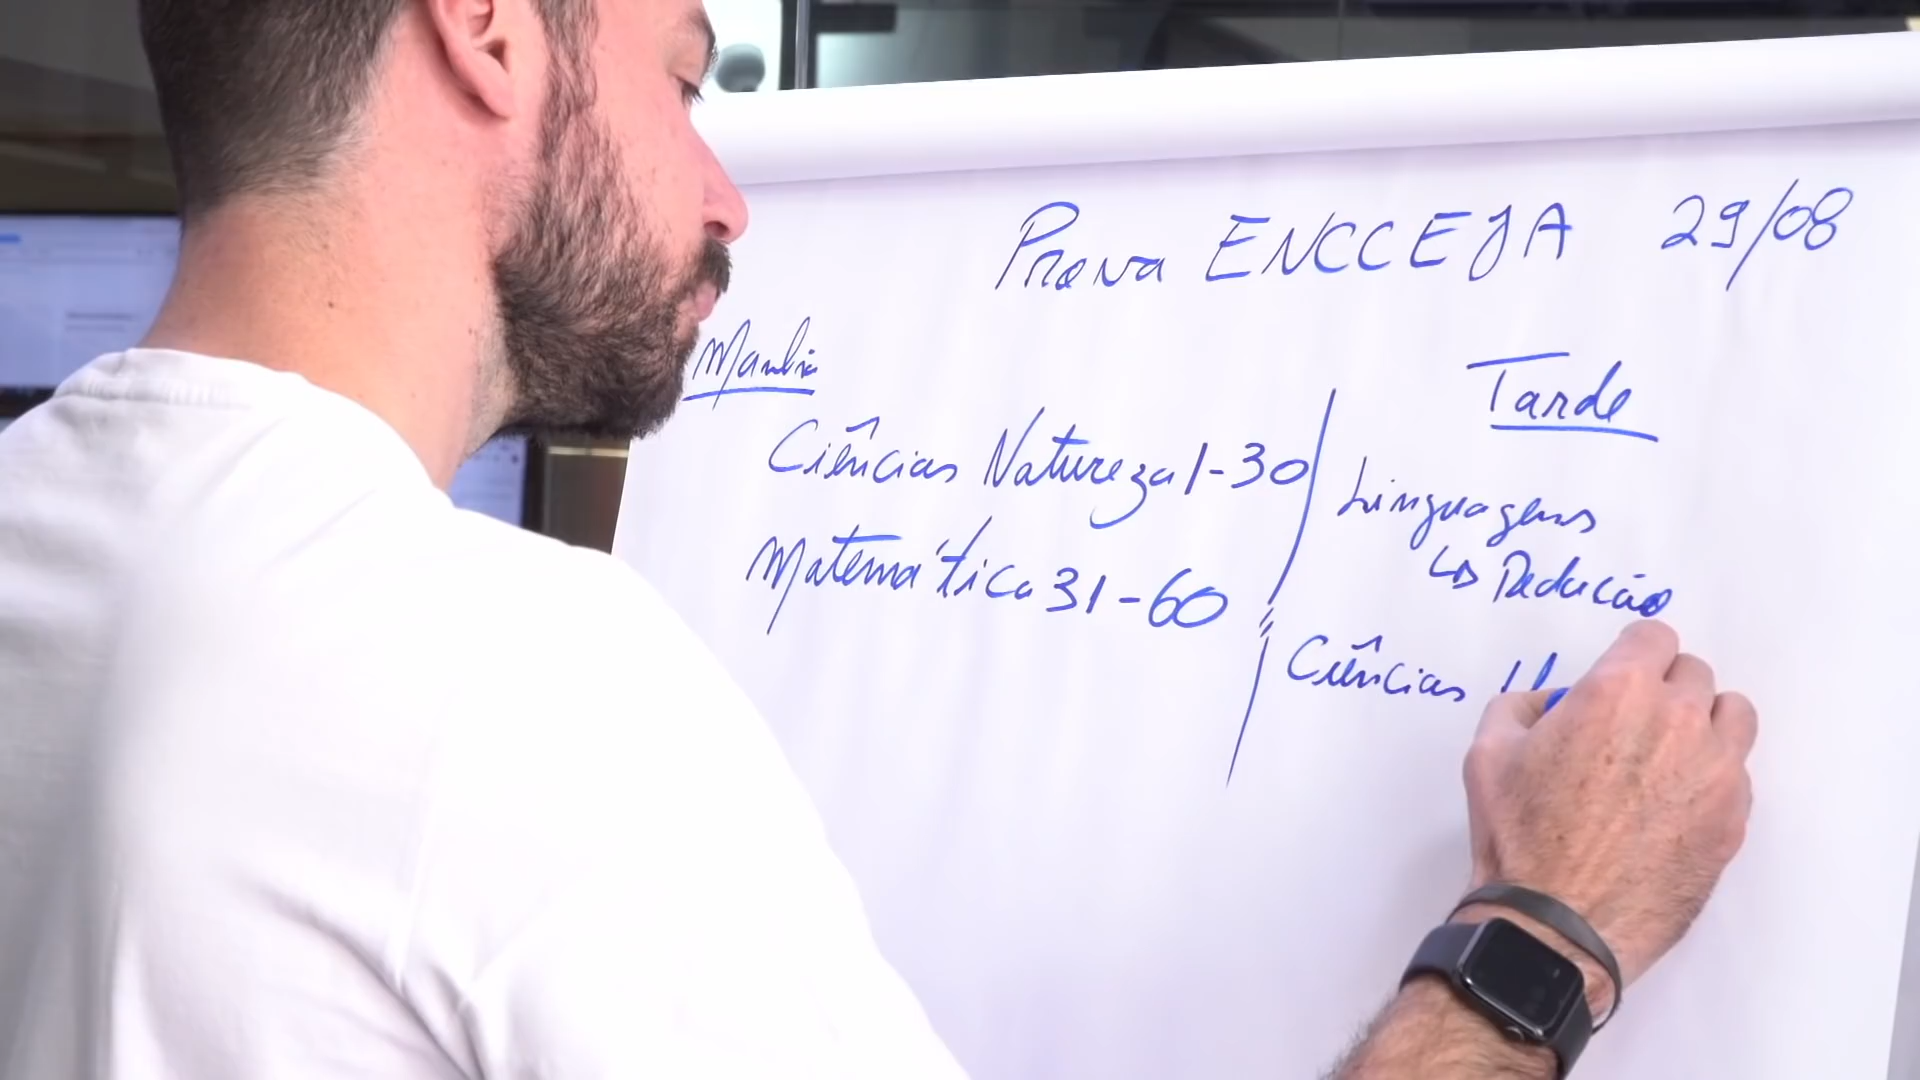 Prova ENCCEJA 29/08
Manhã
Ciências Natureza 1-30
Matemática 31-60
Tarde
Linguagens
↳ Redação
Ciências